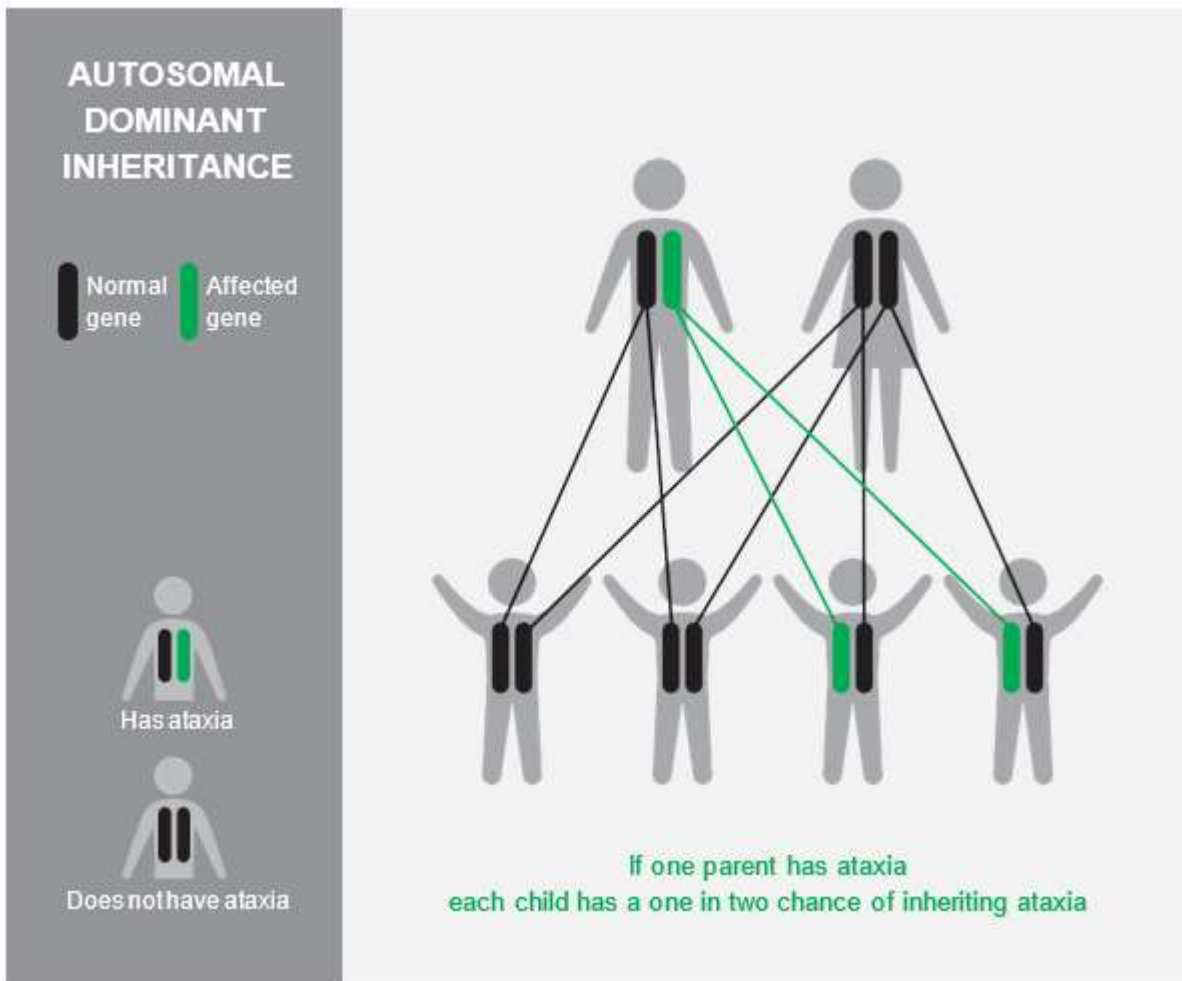 AUTOSOMAL
DOMINANT
INHERITANCE
Normal
gene
Affected
gene
Has ataxia
Does not have ataxia
If one parent has ataxia
each child has a one in two chance of inheriting ataxia